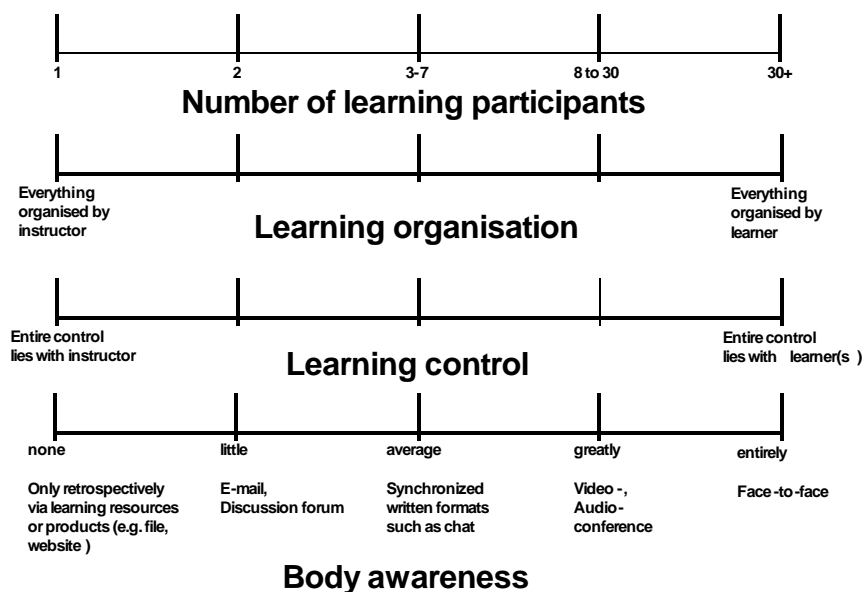 1 2 3-7 8 to 30 30+
Number of learning participants
Everything
organised by
instructor
Everything
organised by
learner
Learning organisation
Entire control
lies with instructor
Entire control
lies with learner(s )
Learning control
none little average greatly entirely
Only retrospectively
via learning resources
or products (e.g. file,
website )
E-mail,
Discussion forum
Synchronized
written formats
such as chat
Video -,
Audio-
conference
Face -to-face
Body awareness